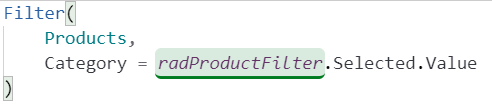 Filter(
    Products,
    Category = radProductFilter.Selected.Value
)